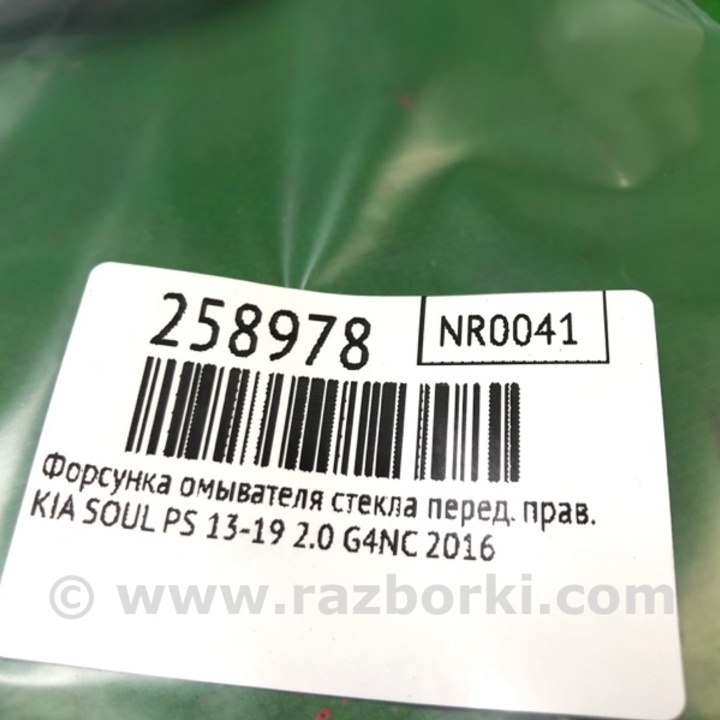 258978
NR0041
Форсунка омывателя стекла перед. прав.
KIA SOUL PS 13-19 2.0 G4NC 2016
© www.razborki.com